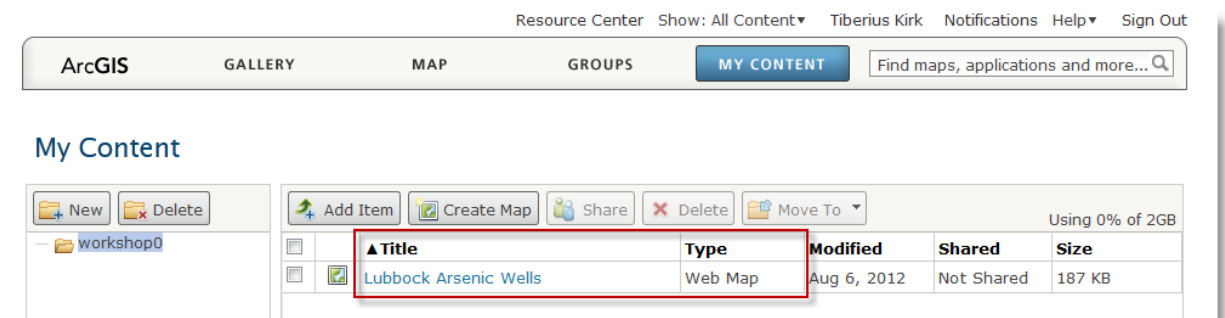 Resource Center Show: All Content▾ Tiberius Kirk Notifications Help▾ Sign Out
ArcGIS GALLERY MAP GROUPS MY CONTENT Find maps, applications and more...
My Content
New Delete Add Item Create Map Share Delete Move To ▾ Using 0% of 2GB
workshop0
▲Title Type Modified Shared Size
Lubbock Arsenic Wells Web Map Aug 6, 2012 Not Shared 187 KB